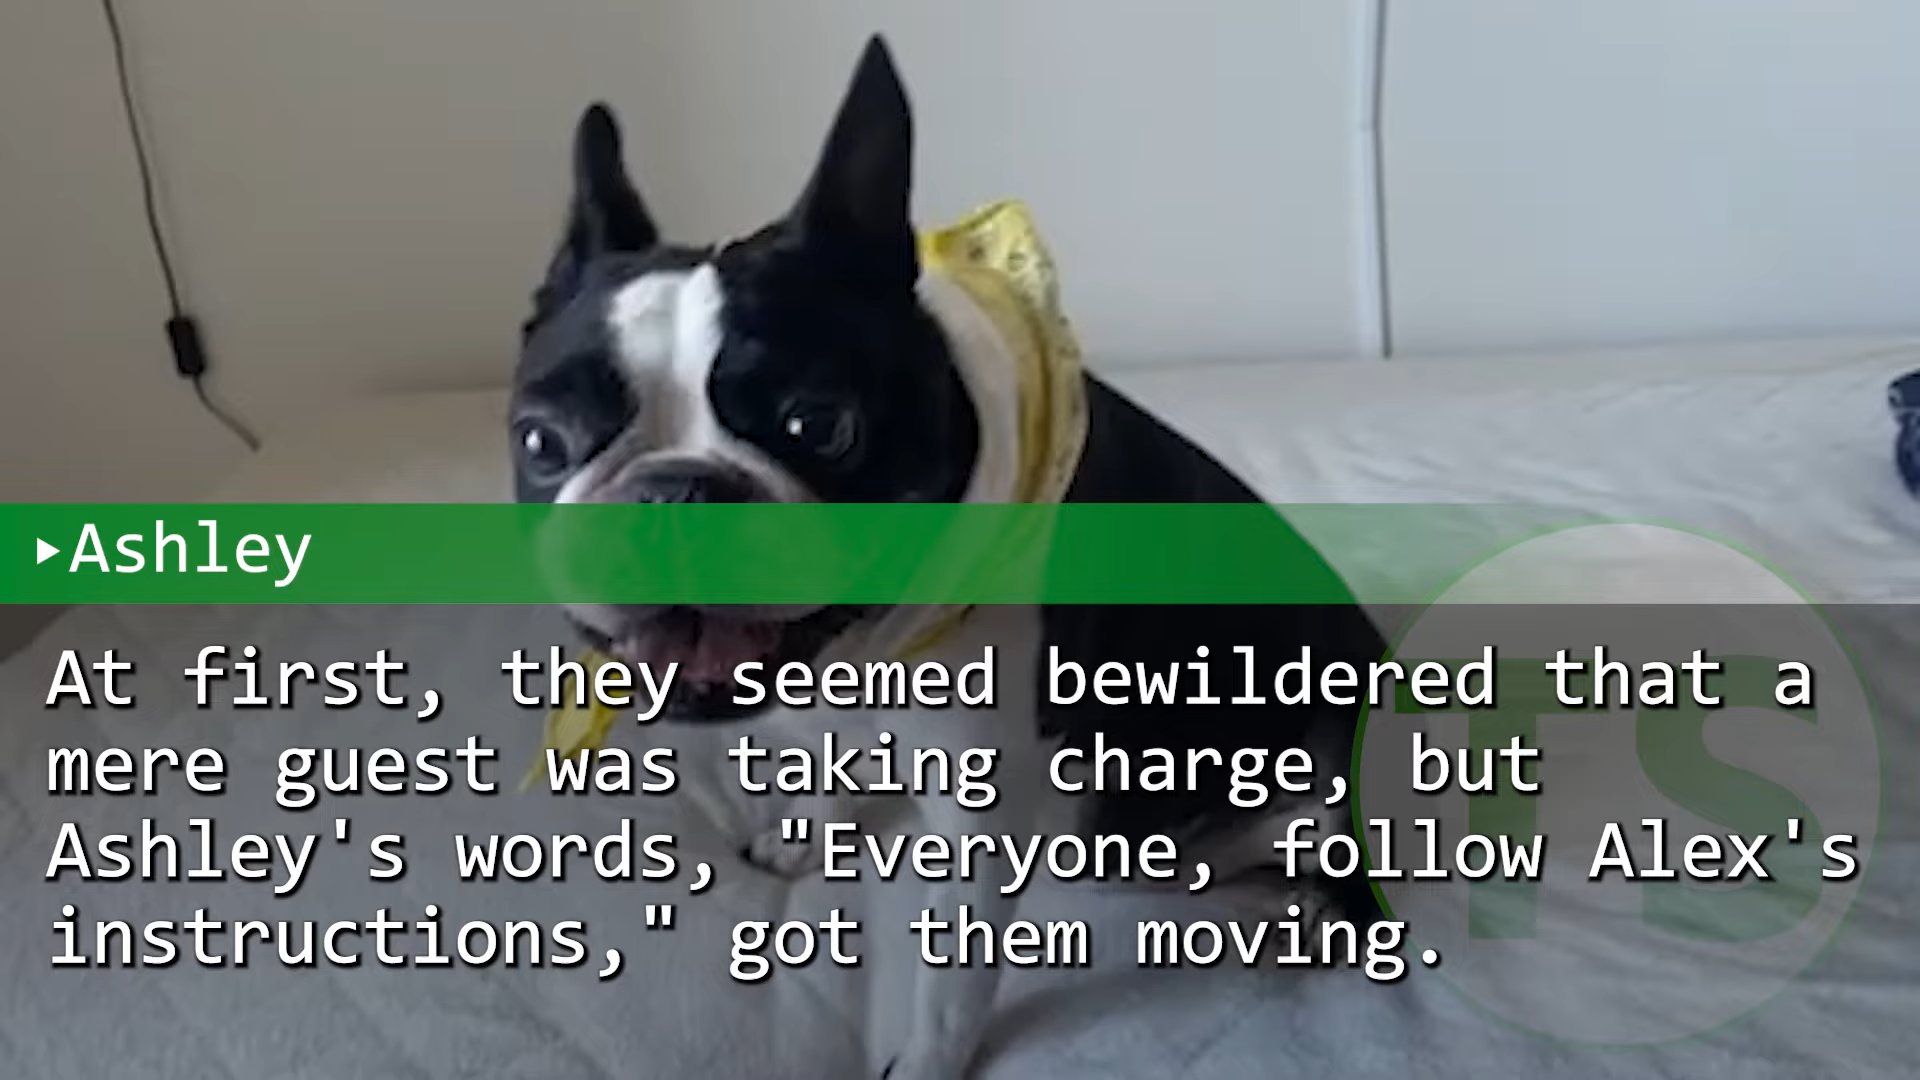 ▶Ashley
At first, they seemed bewildered that a
mere guest was taking charge, but
Ashley's words, "Everyone, follow Alex's
instructions," got them moving.
TS